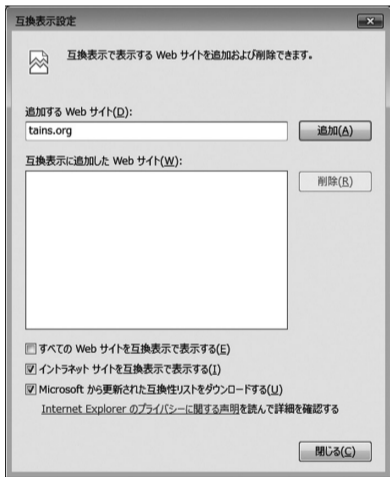 互換表示設定
互換表示で表示する Web サイトを追加および削除できます。
追加する Web サイト(D):
tains.org
追加(A)
互換表示に追加した Web サイト(W):
削除(R)
すべての Web サイトを互換表示で表示する(E)
イントラネット サイトを互換表示で表示する(I)
Microsoft から更新された互換性リストをダウンロードする(U)
Internet Explorer のプライバシーに関する声明を読んで詳細を確認する
閉じる(C)